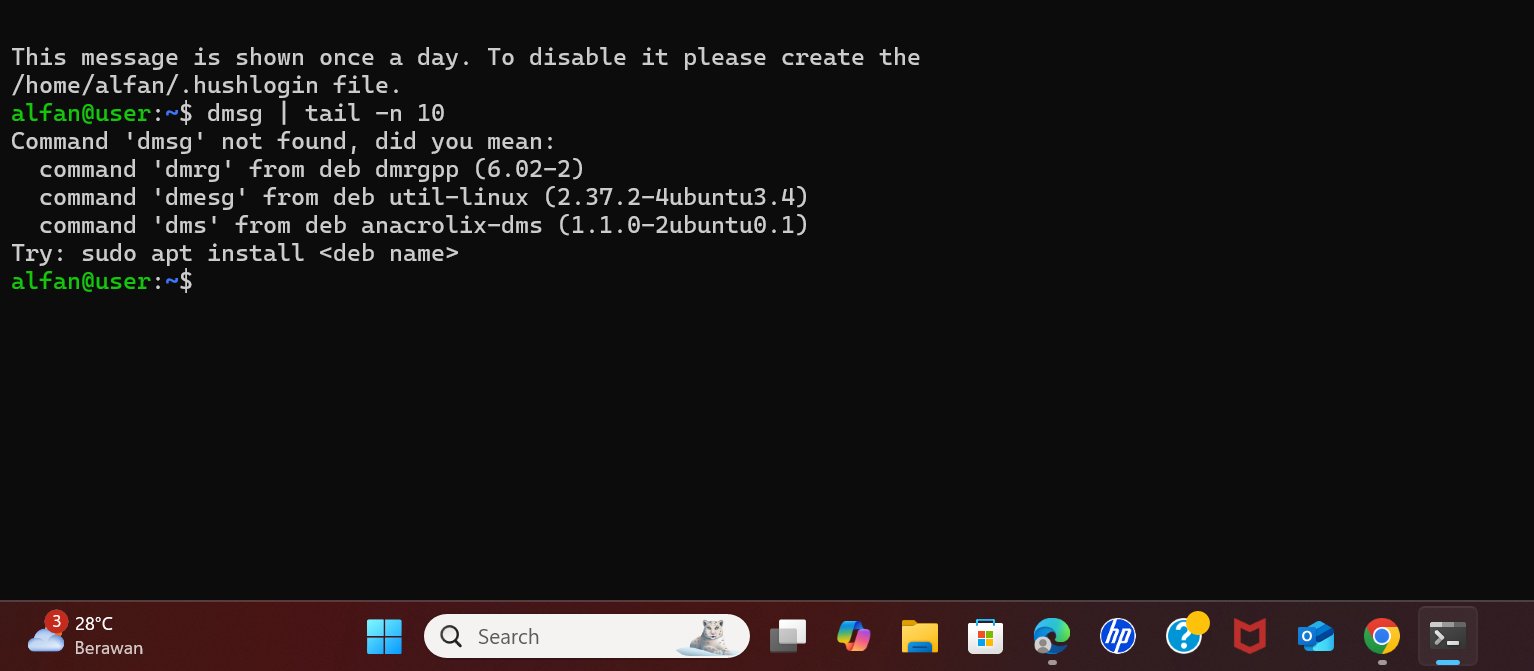 This message is shown once a day. To disable it please create the
/home/alfan/.hushlogin file.
alfan@user:~$ dmsg | tail -n 10
Command 'dmsg' not found, did you mean:
  command 'dmrg' from deb dmrgpp (6.02-2)
  command 'dmesg' from deb util-linux (2.37.2-4ubuntu3.4)
  command 'dms' from deb anacrolix-dms (1.1.0-2ubuntu0.1)
Try: sudo apt install <deb name>
alfan@user:~$
3
28°C
Berawan
Search
hp
?
O